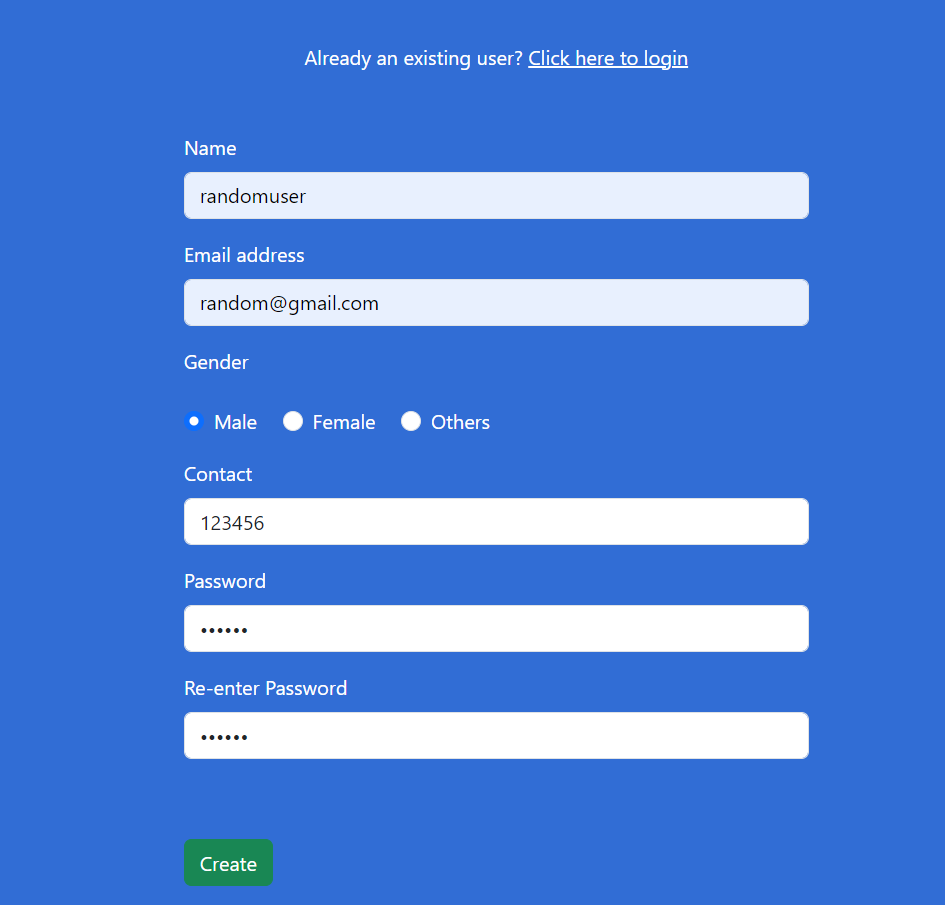 Already an existing user? Click here to login
Name
randomuser
Email address
random@gmail.com
Gender
Male Female Others
Contact
123456
Password
••••••
Re-enter Password
••••••
Create